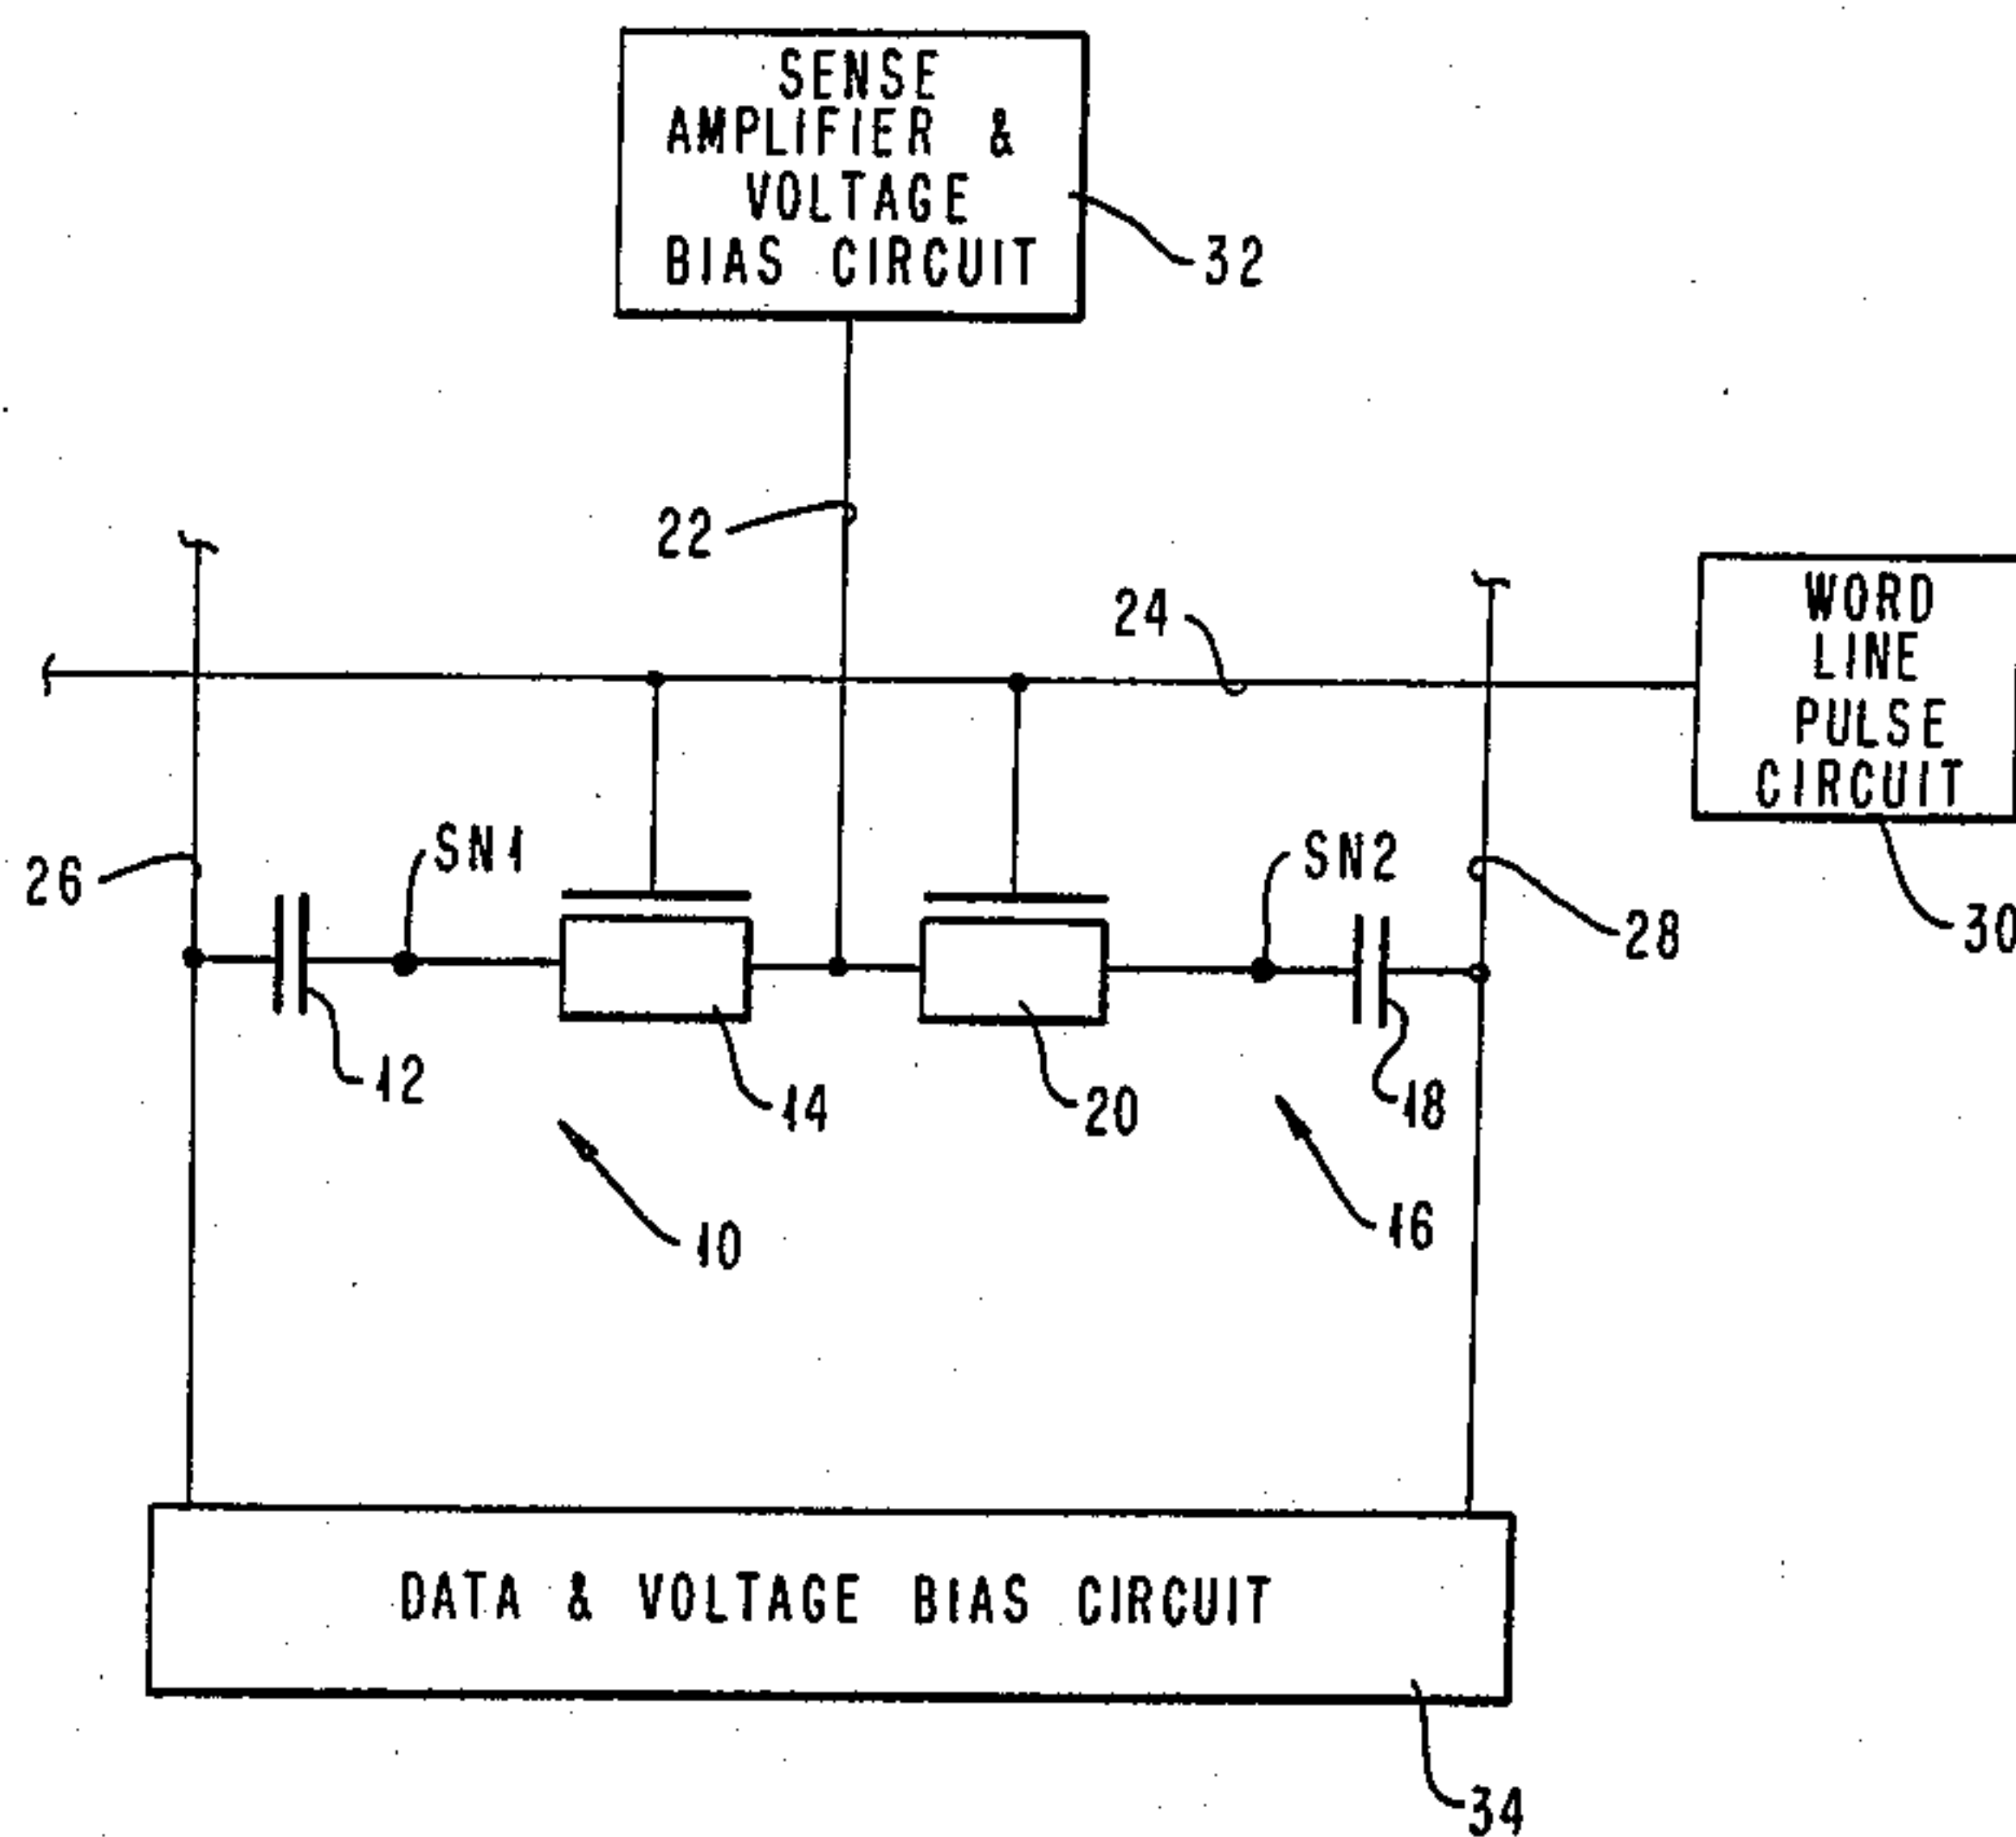 SENSE
AMPLIFIER &
VOLTAGE
BIAS CIRCUIT
32
22
24
WORD
LINE
PULSE
CIRCUIT
30
26
SN1
SN2
28
12
14
20
18
10
16
DATA & VOLTAGE BIAS CIRCUIT
34